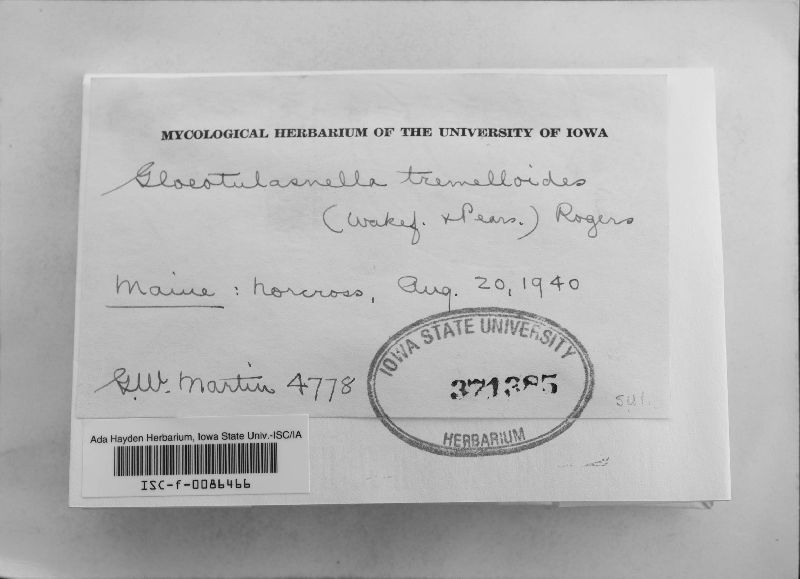 MYCOLOGICAL HERBARIUM OF THE UNIVERSITY OF IOWA
Gloeotulasnella tremelloides
(Wakef. & Pears.) Rogers
Maine : Norcross, Aug. 20, 1940
G.W. Martin 4778
IOWA STATE UNIVERSITY
371385
HERBARIUM
Ada Hayden Herbarium, Iowa State Univ.-ISC/IA
ISC-f-0086466